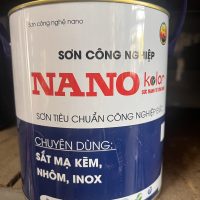 Sơn công nghệ nano
SƠN CÔNG NGHIỆP
NANO kolor
SƠN TIÊU CHUẨN CÔNG NGHIỆP
CHUYÊN DÙNG:
SẮT MẠ KẼM,
NHÔM, INOX